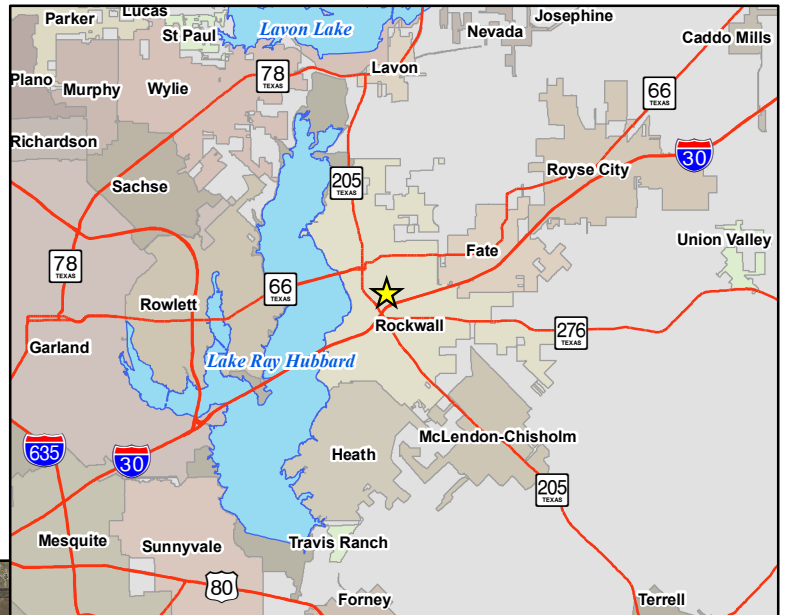 Parker
Lucas
St Paul
Lavon Lake
Josephine
Nevada
Caddo Mills
Plano
Murphy
Wylie
78
TEXAS
Lavon
66
TEXAS
Richardson
Sachse
205
TEXAS
Royse City
30
78
TEXAS
Rowlett
66
TEXAS
Fate
Union Valley
Rockwall
276
TEXAS
Garland
Lake Ray Hubbard
635
30
Heath
McLendon-Chisholm
205
TEXAS
Mesquite
Sunnyvale
Travis Ranch
80
Forney
Terrell